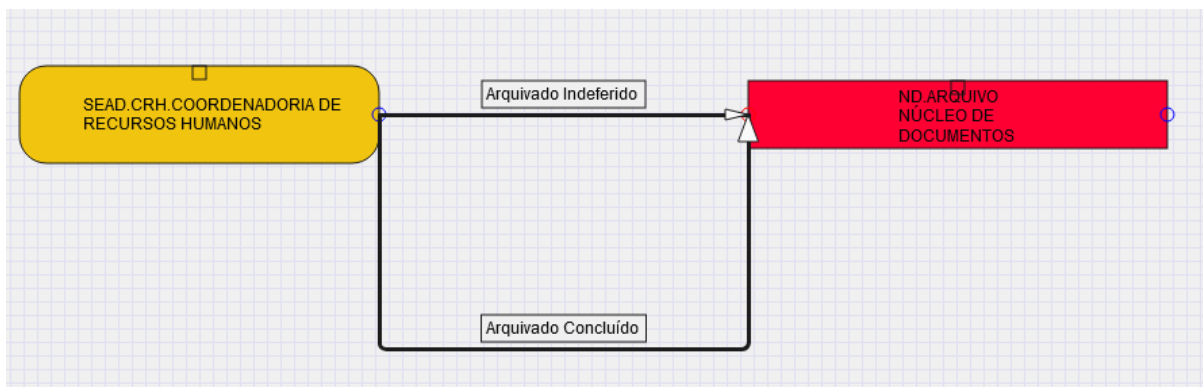 SEAD.CRH.COORDENADORIA DE
RECURSOS HUMANOS
Arquivado Indeferido
ND.ARQUIVO
NÚCLEO DE
DOCUMENTOS
Arquivado Concluído